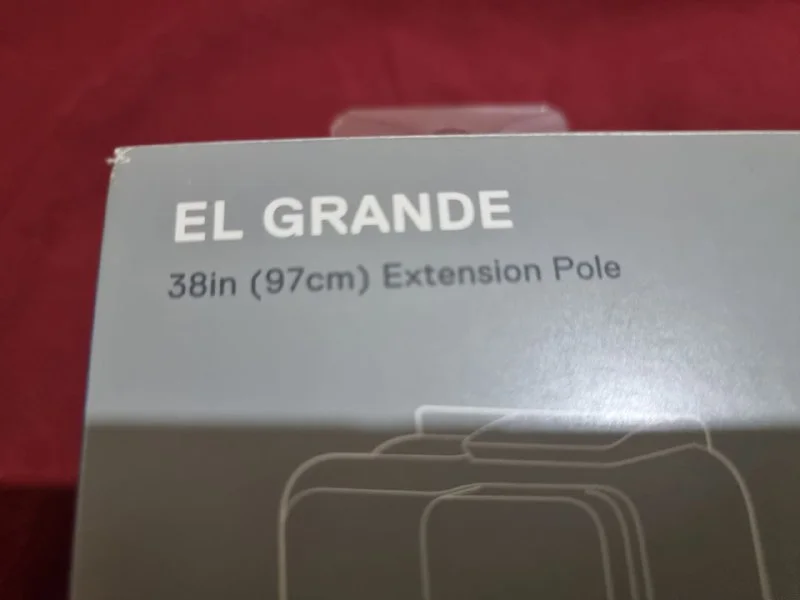 EL GRANDE
38in (97cm) Extension Pole